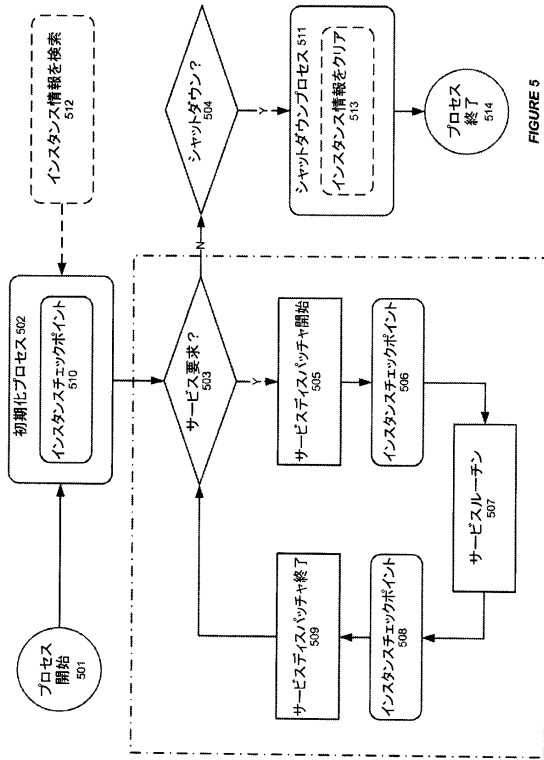 プロセス
開始
501
初期化プロセス 502
インスタンスチェックポイント
510
インスタンス情報を検索
512
サービス要求？
503
N
Y
シャットダウン？
504
Y
シャットダウンプロセス 511
インスタンス情報をクリア
513
プロセス
終了
514
サービスディスパッチャ開始
505
インスタンスチェックポイント
506
サービスルーチン
507
インスタンスチェックポイント
508
サービスディスパッチャ終了
509
FIGURE 5